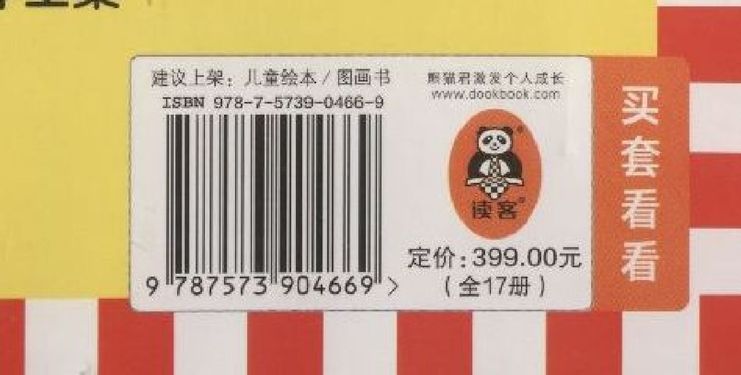 建议上架：儿童绘本/图画书
ISBN 978-7-5739-0466-9
9 787573 904669 >
熊猫君激发个人成长
www.dookbook.com
读客®
定价：399.00元
（全17册）
买套看看